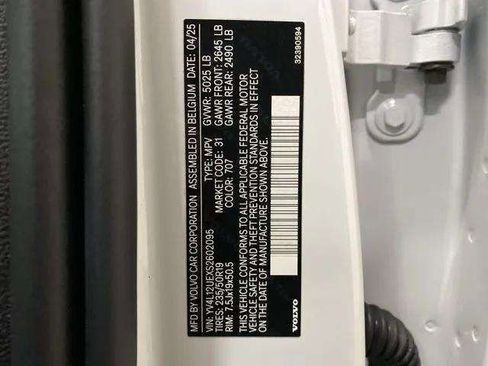 MFD BY VOLVO CAR CORPORATION ASSEMBLED IN BELGIUM DATE: 04/25
GVWR: 5025 LB
GAWR FRONT: 2645 LB
GAWR REAR: 2490 LB
VIN: YV4L12UEXS2602095 TYPE: MPV
TIRES: 235/50R19 MARKET CODE: 31
RIM: 7.5Jx19x50.5 COLOR: 707
THIS VEHICLE CONFORMS TO ALL APPLICABLE FEDERAL MOTOR
VEHICLE SAFETY AND THEFT PREVENTION STANDARDS IN EFFECT
ON THE DATE OF MANUFACTURE SHOWN ABOVE.
VOLVO
32390594